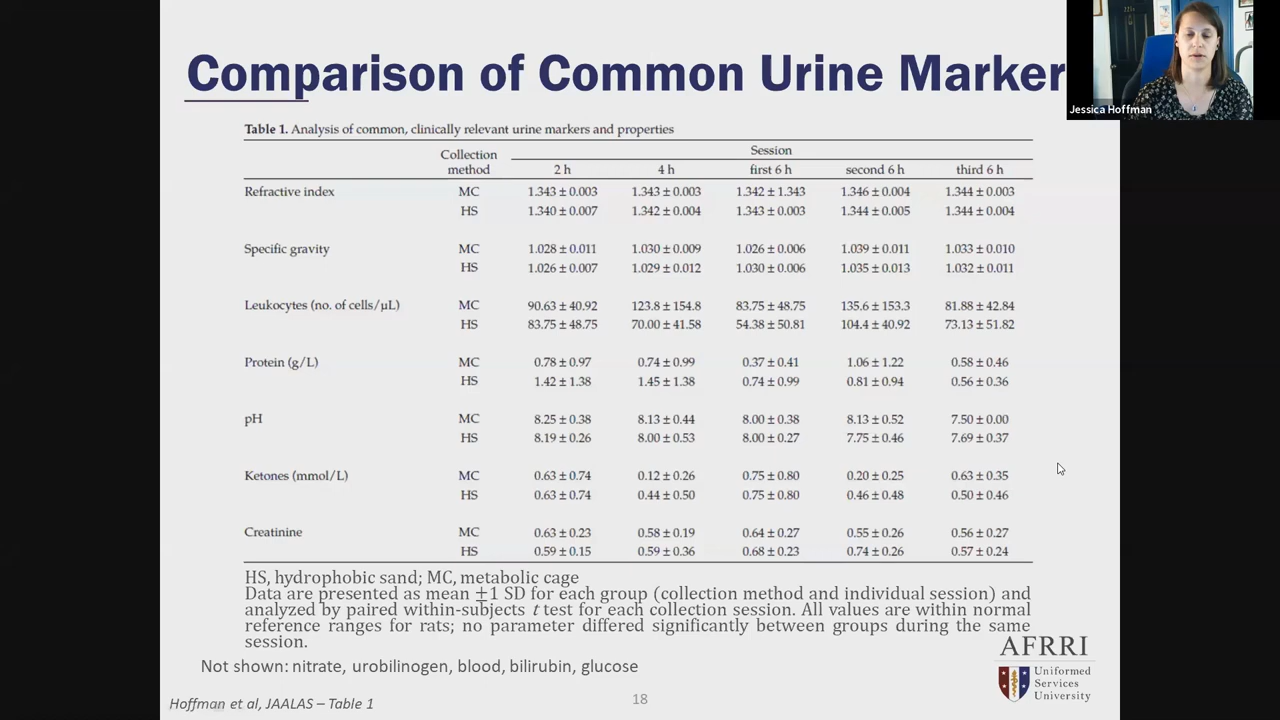 Comparison of Common Urine Marker
Jessica Hoffman
Table 1. Analysis of common, clinically relevant urine markers and properties
Collection method Session
2 h 4 h first 6 h second 6 h third 6 h
Refractive index MC 1.343 ± 0.003 1.343 ± 0.003 1.342 ± 1.343 1.346 ± 0.004 1.344 ± 0.003
HS 1.340 ± 0.007 1.342 ± 0.004 1.343 ± 0.003 1.344 ± 0.005 1.344 ± 0.004
Specific gravity MC 1.028 ± 0.011 1.030 ± 0.009 1.026 ± 0.006 1.039 ± 0.011 1.033 ± 0.010
HS 1.026 ± 0.007 1.029 ± 0.012 1.030 ± 0.006 1.035 ± 0.013 1.032 ± 0.011
Leukocytes (no. of cells/µL) MC 90.63 ± 40.92 123.8 ± 154.8 83.75 ± 48.75 135.6 ± 153.3 81.88 ± 42.84
HS 83.75 ± 48.75 70.00 ± 41.58 54.38 ± 50.81 104.4 ± 40.92 73.13 ± 51.82
Protein (g/L) MC 0.78 ± 0.97 0.74 ± 0.99 0.37 ± 0.41 1.06 ± 1.22 0.58 ± 0.46
HS 1.42 ± 1.38 1.45 ± 1.38 0.74 ± 0.99 0.81 ± 0.94 0.56 ± 0.36
pH MC 8.25 ± 0.38 8.13 ± 0.44 8.00 ± 0.38 8.13 ± 0.52 7.50 ± 0.00
HS 8.19 ± 0.26 8.00 ± 0.53 8.00 ± 0.27 7.75 ± 0.46 7.69 ± 0.37
Ketones (mmol/L) MC 0.63 ± 0.74 0.12 ± 0.26 0.75 ± 0.80 0.20 ± 0.25 0.63 ± 0.35
HS 0.63 ± 0.74 0.44 ± 0.50 0.75 ± 0.80 0.46 ± 0.48 0.50 ± 0.46
Creatinine MC 0.63 ± 0.23 0.58 ± 0.19 0.64 ± 0.27 0.55 ± 0.26 0.56 ± 0.27
HS 0.59 ± 0.15 0.59 ± 0.36 0.68 ± 0.23 0.74 ± 0.26 0.57 ± 0.24
HS, hydrophobic sand; MC, metabolic cage
Data are presented as mean ±1 SD for each group (collection method and individual session) and
analyzed by paired within-subjects t test for each collection session. All values are within normal
reference ranges for rats; no parameter differed significantly between groups during the same
session.
Not shown: nitrate, urobilinogen, blood, bilirubin, glucose
AFRRI
Uniformed
Services
University
Hoffman et al, JAALAS – Table 1
18